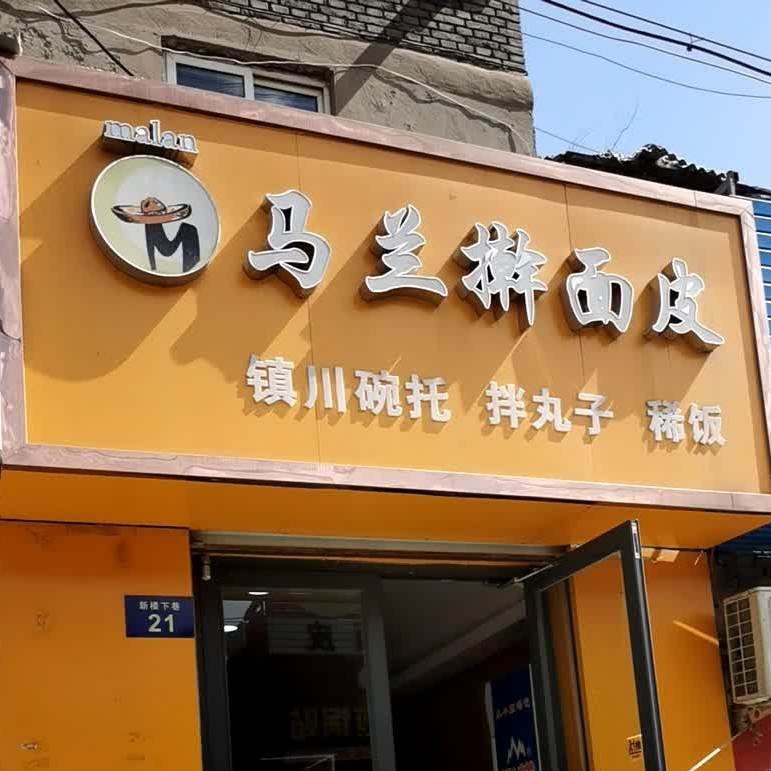 malan
M
马兰擀面皮
镇川碗托 拌丸子 稀饭
新楼下巷
21